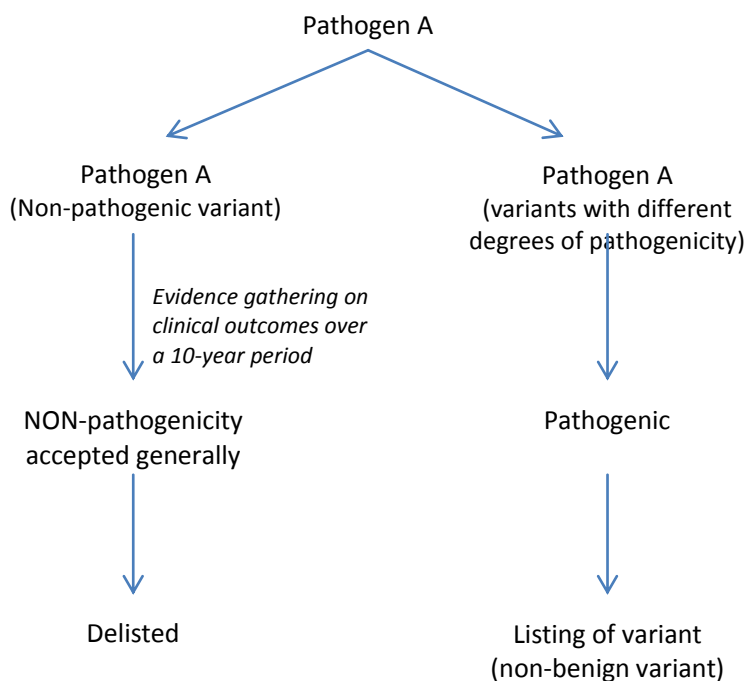 Pathogen A
Pathogen A
(Non-pathogenic variant)
Pathogen A
(variants with different
degrees of pathogenicity)
Evidence gathering on
clinical outcomes over
a 10-year period
NON-pathogenicity
accepted generally
Pathogenic
Delisted
Listing of variant
(non-benign variant)